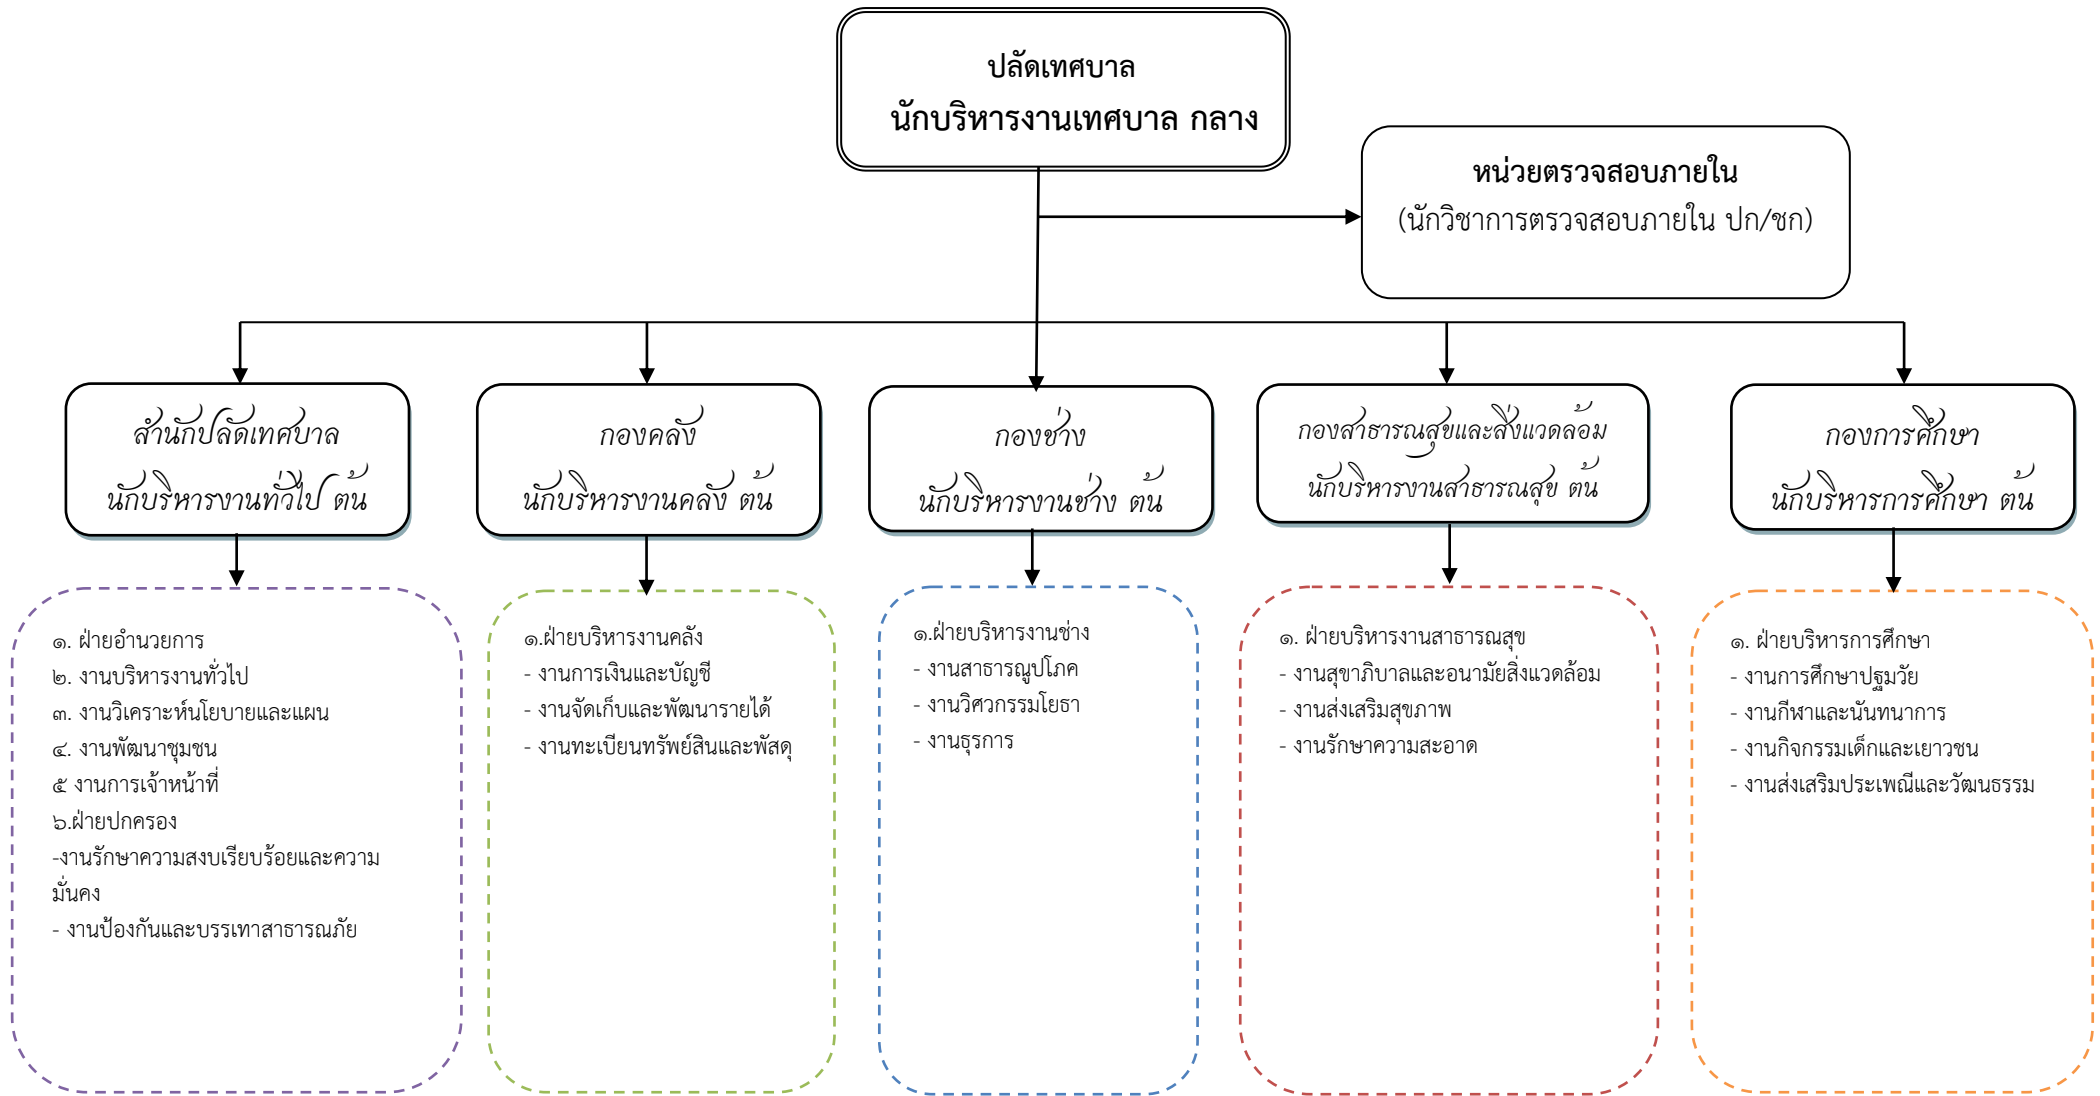 ปลัดเทศบาล
นักบริหารงานเทศบาล กลาง
หน่วยตรวจสอบภายใน
(นักวิชาการตรวจสอบภายใน ปก/ชก)
สำนักปลัดเทศบาล
นักบริหารงานทั่วไป ต้น
กองคลัง
นักบริหารงานคลัง ต้น
กองช่าง
นักบริหารงานช่าง ต้น
กองสาธารณสุขและสิ่งแวดล้อม
นักบริหารงานสาธารณสุข ต้น
กองการศึกษา
นักบริหารการศึกษา ต้น
๑. ฝ่ายอำนวยการ
๒. งานบริหารงานทั่วไป
๓. งานวิเคราะห์นโยบายและแผน
๔. งานพัฒนาชุมชน
๕ งานการเจ้าหน้าที่
๖.ฝ่ายปกครอง
-งานรักษาความสงบเรียบร้อยและความ
มั่นคง
- งานป้องกันและบรรเทาสาธารณภัย
๑.ฝ่ายบริหารงานคลัง
- งานการเงินและบัญชี
- งานจัดเก็บและพัฒนารายได้
- งานทะเบียนทรัพย์สินและพัสดุ
๑.ฝ่ายบริหารงานช่าง
- งานสาธารณูปโภค
- งานวิศวกรรมโยธา
- งานธุรการ
๑. ฝ่ายบริหารงานสาธารณสุข
- งานสุขาภิบาลและอนามัยสิ่งแวดล้อม
- งานส่งเสริมสุขภาพ
- งานรักษาความสะอาด
๑. ฝ่ายบริหารการศึกษา
- งานการศึกษาปฐมวัย
- งานกีฬาและนันทนาการ
- งานกิจกรรมเด็กและเยาวชน
- งานส่งเสริมประเพณีและวัฒนธรรม